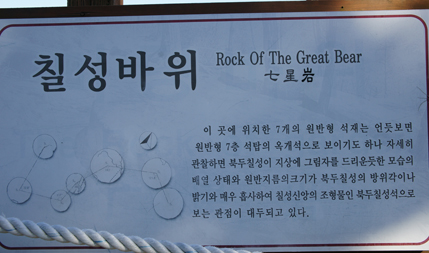 칠성바위
Rock Of The Great Bear
七星岩
이 곳에 위치한 7개의 원반형 석재는 언듯보면
원반형 7층 석탑의 옥개석으로 보이기도 하나 자세히
관찰하면 북두칠성이 지상에 그림자를 드리운듯한 모습의
배열 상태와 원반지름의크기가 북두칠성의 방위각이나
밝기와 매우 흡사하여 칠성신앙의 조형물인 북두칠성석으로
보는 관점이 대두되고 있다.